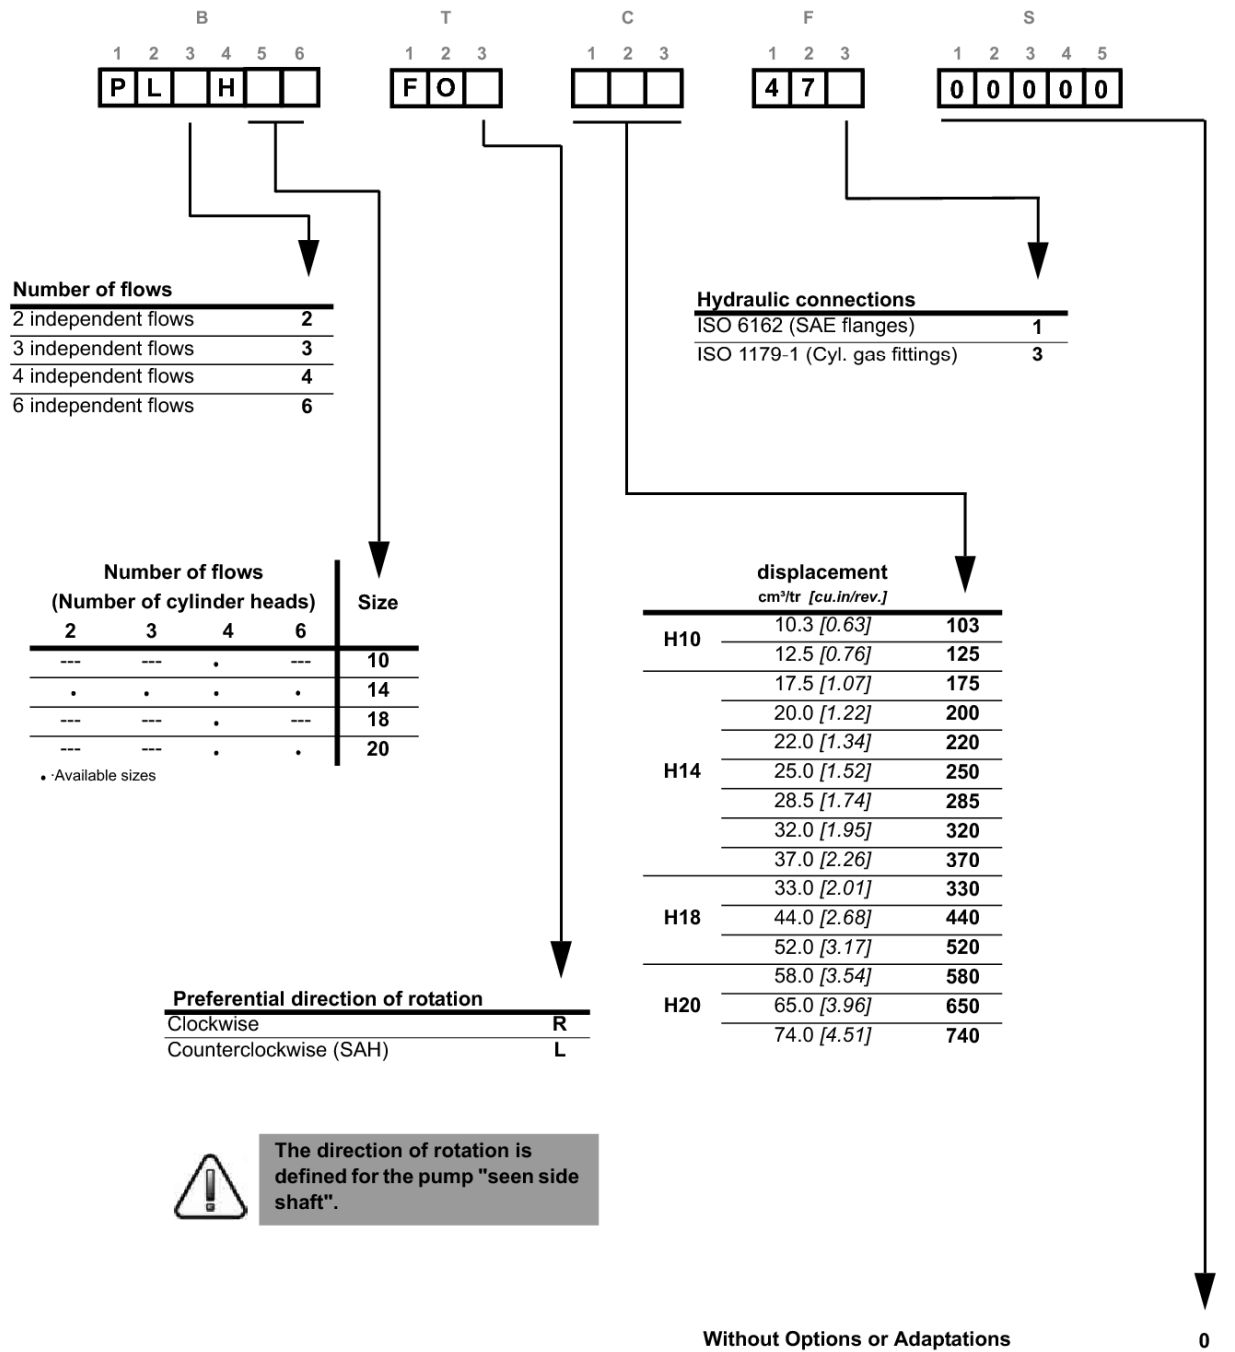 B T C F S
1 2 3 4 5 6 1 2 3 1 2 3 1 2 3 1 2 3 4 5
P L H F O 4 7 0 0 0 0 0
Number of flows
2 independent flows 2
3 independent flows 3
4 independent flows 4
6 independent flows 6
Hydraulic connections
ISO 6162 (SAE flanges) 1
ISO 1179-1 (Cyl. gas fittings) 3
Number of flows
(Number of cylinder heads) Size
2 3 4 6
--- --- • --- 10
• • • • 14
--- --- • --- 18
--- --- • • 20
• ·Available sizes
displacement
cm³/tr [cu.in/rev.]
H10
10.3 [0.63] 103
12.5 [0.76] 125
H14
17.5 [1.07] 175
20.0 [1.22] 200
22.0 [1.34] 220
25.0 [1.52] 250
28.5 [1.74] 285
32.0 [1.95] 320
37.0 [2.26] 370
H18
33.0 [2.01] 330
44.0 [2.68] 440
52.0 [3.17] 520
H20
58.0 [3.54] 580
65.0 [3.96] 650
74.0 [4.51] 740
Preferential direction of rotation
Clockwise R
Counterclockwise (SAH) L
The direction of rotation is
defined for the pump "seen side
shaft".
Without Options or Adaptations 0